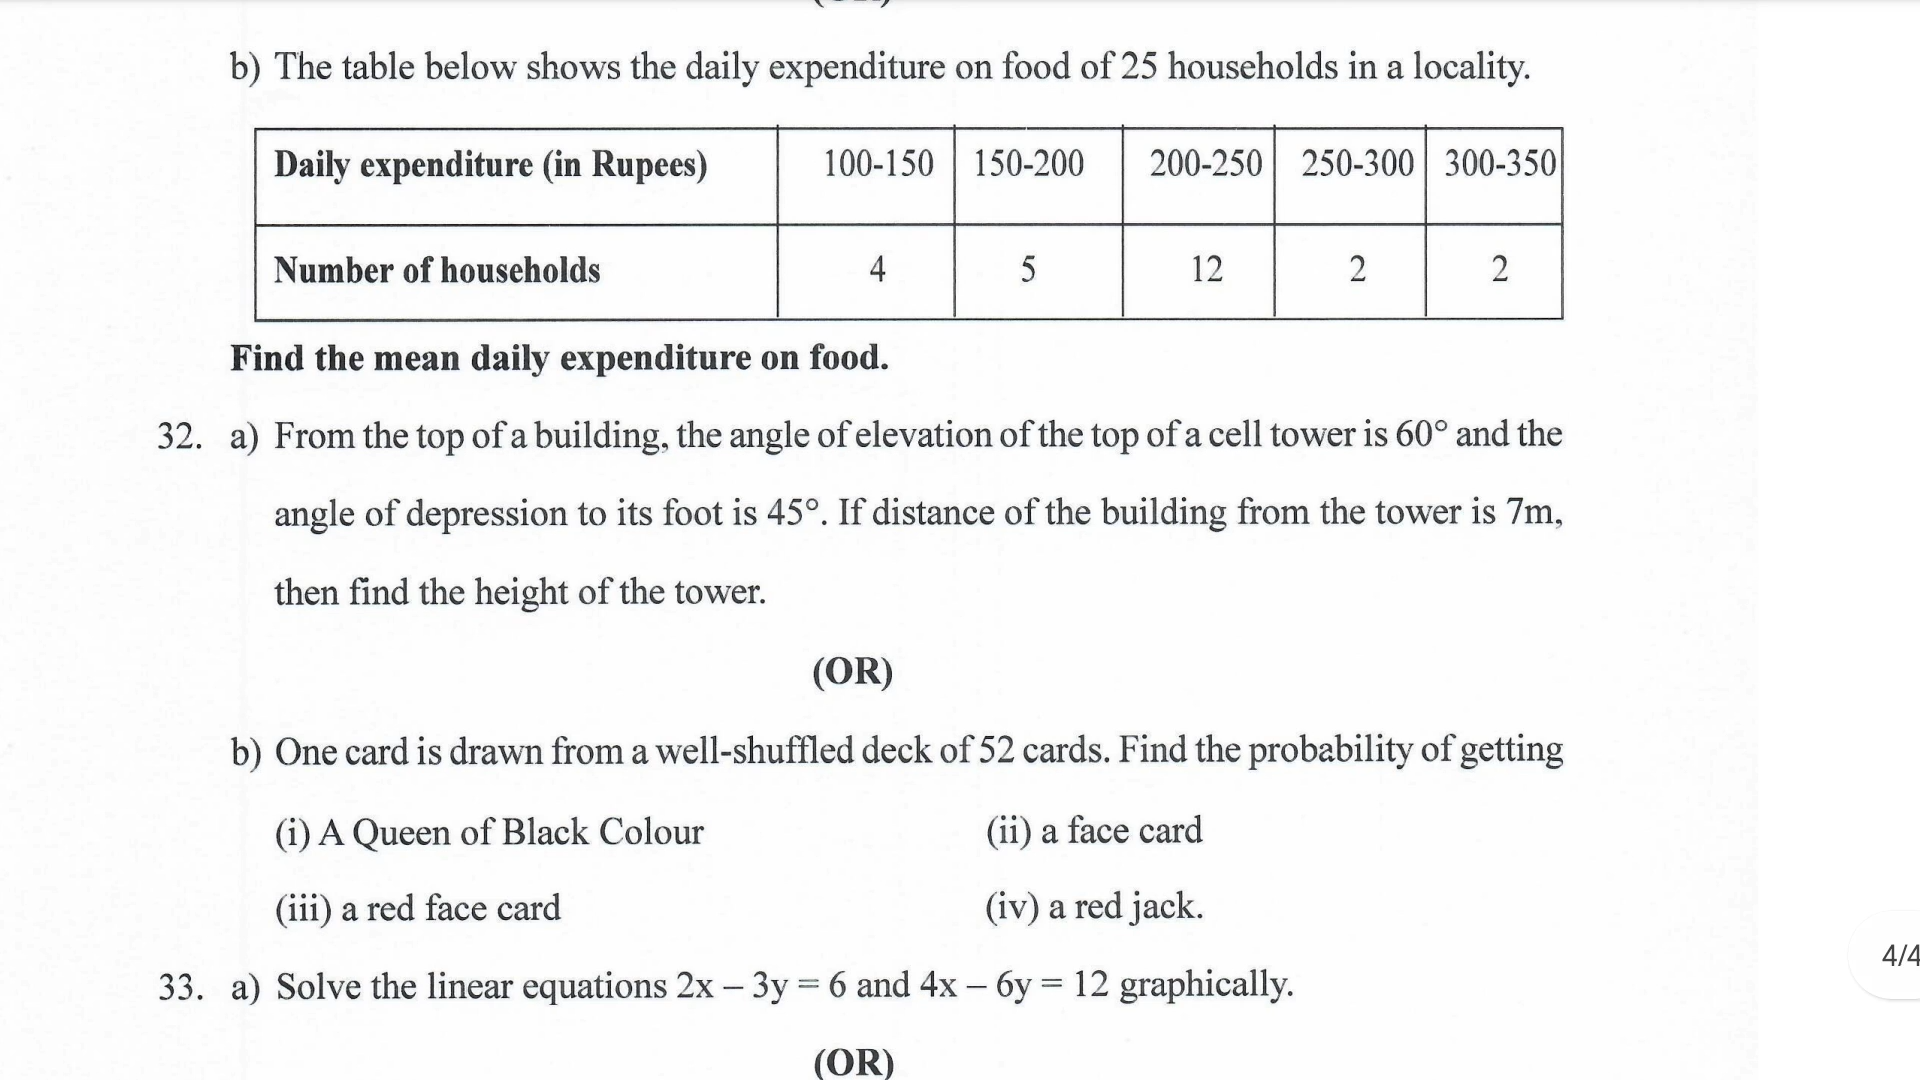 b) The table below shows the daily expenditure on food of 25 households in a locality.
Daily expenditure (in Rupees) 100-150 150-200 200-250 250-300 300-350
Number of households 4 5 12 2 2
Find the mean daily expenditure on food.
32. a) From the top of a building, the angle of elevation of the top of a cell tower is 60° and the
angle of depression to its foot is 45°. If distance of the building from the tower is 7m,
then find the height of the tower.
(OR)
b) One card is drawn from a well-shuffled deck of 52 cards. Find the probability of getting
(i) A Queen of Black Colour (ii) a face card
(iii) a red face card (iv) a red jack.
4/4
33. a) Solve the linear equations 2x – 3y = 6 and 4x – 6y = 12 graphically.
(OR)